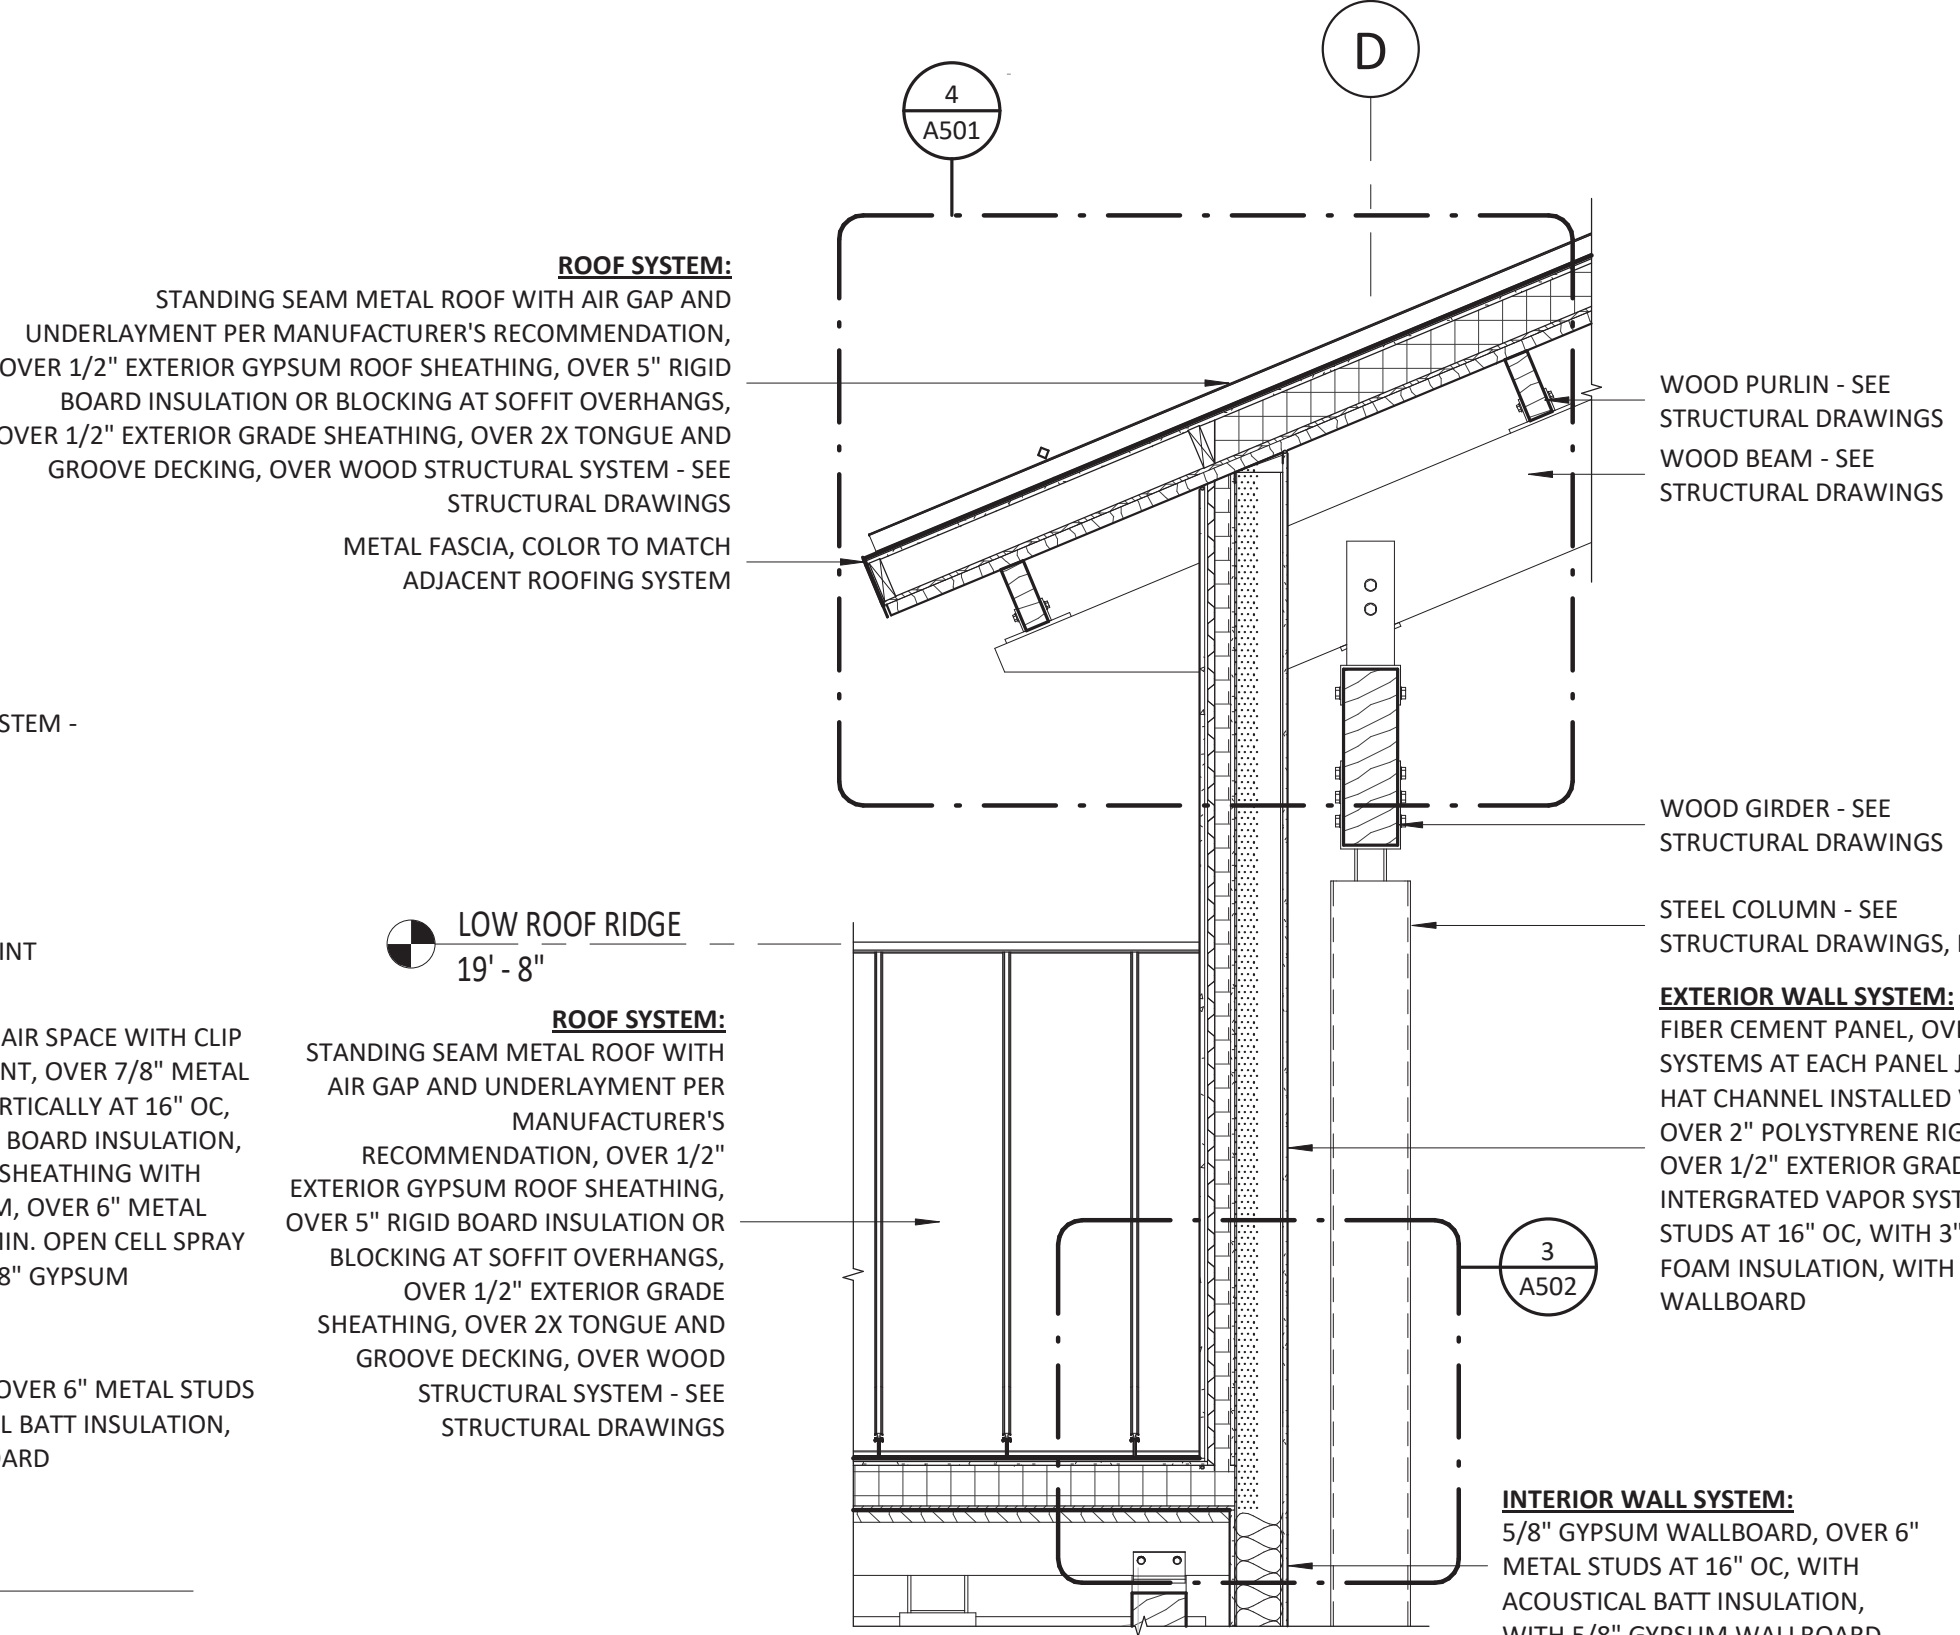 D
4
A501
ROOF SYSTEM:
STANDING SEAM METAL ROOF WITH AIR GAP AND
UNDERLAYMENT PER MANUFACTURER'S RECOMMENDATION,
OVER 1/2" EXTERIOR GYPSUM ROOF SHEATHING, OVER 5" RIGID
BOARD INSULATION OR BLOCKING AT SOFFIT OVERHANGS,
OVER 1/2" EXTERIOR GRADE SHEATHING, OVER 2X TONGUE AND
GROOVE DECKING, OVER WOOD STRUCTURAL SYSTEM - SEE
STRUCTURAL DRAWINGS
METAL FASCIA, COLOR TO MATCH
ADJACENT ROOFING SYSTEM
WOOD PURLIN - SEE
STRUCTURAL DRAWINGS
WOOD BEAM - SEE
STRUCTURAL DRAWINGS
STEM -
WOOD GIRDER - SEE
STRUCTURAL DRAWINGS
STEEL COLUMN - SEE
STRUCTURAL DRAWINGS,
LOW ROOF RIDGE
19' - 8"
INT
AIR SPACE WITH CLIP
NT, OVER 7/8" METAL
RTICALLY AT 16" OC,
BOARD INSULATION,
SHEATHING WITH
M, OVER 6" METAL
MIN. OPEN CELL SPRAY
8" GYPSUM
OVER 6" METAL STUDS
L BATT INSULATION,
OARD
ROOF SYSTEM:
STANDING SEAM METAL ROOF WITH
AIR GAP AND UNDERLAYMENT PER
MANUFACTURER'S
RECOMMENDATION, OVER 1/2"
EXTERIOR GYPSUM ROOF SHEATHING,
OVER 5" RIGID BOARD INSULATION OR
BLOCKING AT SOFFIT OVERHANGS,
OVER 1/2" EXTERIOR GRADE
SHEATHING, OVER 2X TONGUE AND
GROOVE DECKING, OVER WOOD
STRUCTURAL SYSTEM - SEE
STRUCTURAL DRAWINGS
EXTERIOR WALL SYSTEM:
FIBER CEMENT PANEL, OVE
SYSTEMS AT EACH PANEL J
HAT CHANNEL INSTALLED V
OVER 2" POLYSTYRENE RIG
OVER 1/2" EXTERIOR GRAD
INTERGRATED VAPOR SYST
STUDS AT 16" OC, WITH 3"
FOAM INSULATION, WITH
WALLBOARD
3
A502
INTERIOR WALL SYSTEM:
5/8" GYPSUM WALLBOARD, OVER 6"
METAL STUDS AT 16" OC, WITH
ACOUSTICAL BATT INSULATION,
WITH 5/8" GYPSUM WALLBOARD